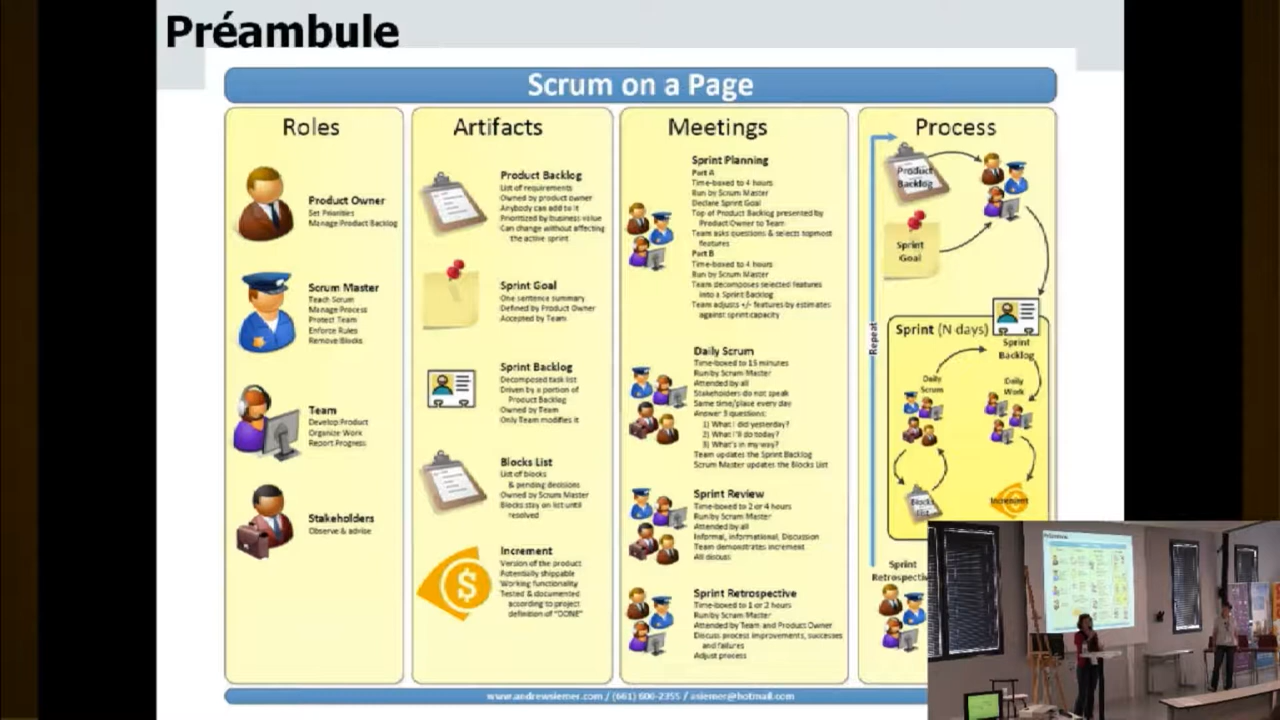 Préambule
Scrum on a Page
Roles
Product Owner
Set Priorities
Manage Product Backlog
Scrum Master
Teach Scrum
Manage Process
Protect Team
Enforce Rules
Remove Blocks
Team
Develop Product
Organize Work
Report Progress
Stakeholders
Observe & advise
Artifacts
Product Backlog
List of requirements
Owned by product owner
Anybody can add to it
Prioritized by business value
Can change without affecting
the active sprint
Sprint Goal
One sentence summary
Defined by Product Owner
Accepted by Team
Sprint Backlog
Decomposed task list
Driven by a portion of
Product Backlog
Owned by Team
Only Team modifies it
Blocks List
List of blocks
& pending decisions
Owned by Scrum Master
Blocks stay on list until
resolved
Increment
Version of the product
Potentially shippable
Working functionality
Tested & documented
according to project
definition of "DONE"
Meetings
Sprint Planning
Part A
Time-boxed to 4 hours
Run by Scrum Master
Declare Sprint Goal
Top of Product Backlog presented by
Product Owner to Team
Team asks questions & selects topmost
features
Part B
Time-boxed to 4 hours
Run by Scrum Master
Team decomposes selected features
into a Sprint Backlog
Team adjusts +/- features by estimates
against sprint capacity
Daily Scrum
Time-boxed to 15 minutes
Run by Scrum Master
Attended by all
Stakeholders do not speak
Same time/place every day
Answer 3 questions:
1) What I did yesterday?
2) What I'll do today?
3) What's in my way?
Team updates the Sprint Backlog
Scrum Master updates the Blocks List
Sprint Review
Time-boxed to 2 or 4 hours
Run by Scrum Master
Attended by all
Informal, informational, Discussion
Team demonstrates increment
All discuss
Sprint Retrospective
Time-boxed to 1 or 2 hours
Run by Scrum Master
Attended by Team and Product Owner
Discuss process improvements, successes
and failures
Adjust process
Process
Product
Backlog
Sprint
Goal
Repeat
Sprint (N days)
Sprint
Backlog
Daily
Scrum
Daily
Work
Blocks
List
Increment
Sprint
Retrospectiv
www.andrewsiemer.com / (661) 606-2355 / asiemer@hotmail.com